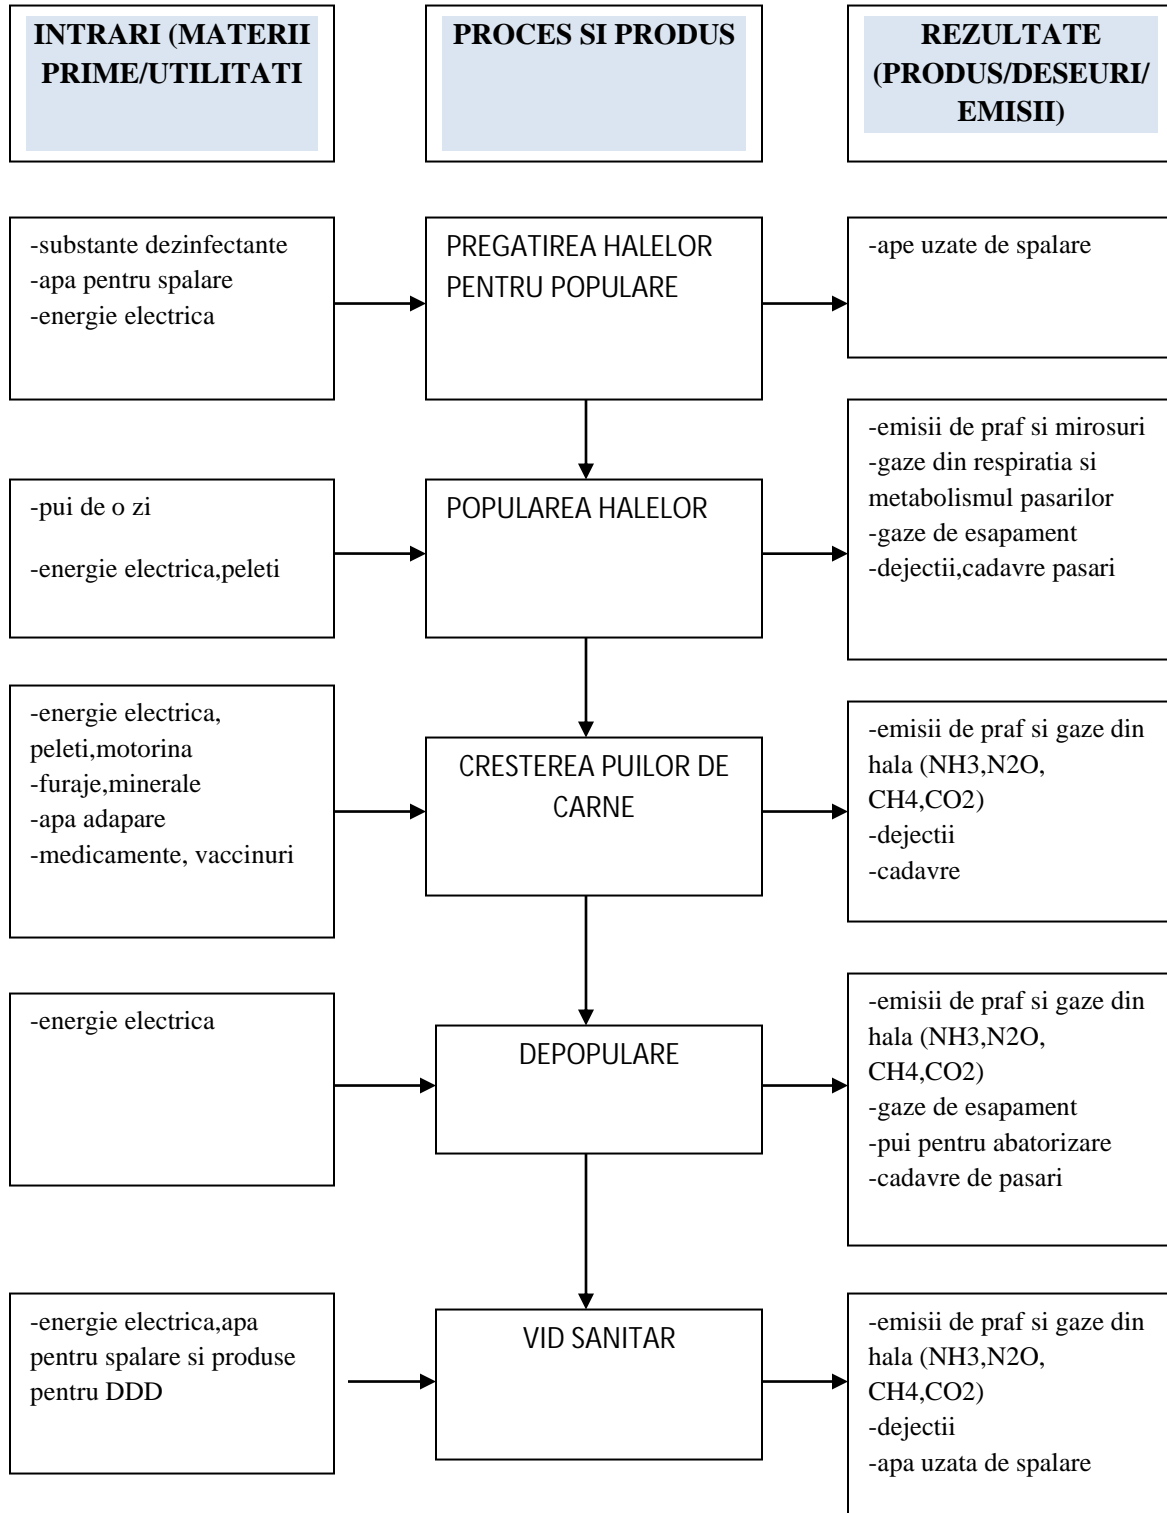 INTRARI (MATERII
PRIME/UTILITATI
PROCES SI PRODUS
REZULTATE
(PRODUS/DESEURI/
EMISII)
-substante dezinfectante
-apa pentru spalare
-energie electrica
PREGATIREA HALELOR
PENTRU POPULARE
-ape uzate de spalare
-pui de o zi
-energie electrica,peleti
POPULAREA HALELOR
-emisii de praf si mirosuri
-gaze din respiratia si
metabolismul pasarilor
-gaze de esapament
-dejectii,cadavre pasari
-energie electrica,
peleti,motorina
-furaje,minerale
-apa adapare
-medicamente, vaccinuri
CRESTEREA PUILOR DE
CARNE
-emisii de praf si gaze din
hala (NH3,N2O,
CH4,CO2)
-dejectii
-cadavre
-energie electrica
DEPOPULARE
-emisii de praf si gaze din
hala (NH3,N2O,
CH4,CO2)
-gaze de esapament
-pui pentru abatorizare
-cadavre de pasari
-energie electrica,apa
pentru spalare si produse
pentru DDD
VID SANITAR
-emisii de praf si gaze din
hala (NH3,N2O,
CH4,CO2)
-dejectii
-apa uzata de spalare